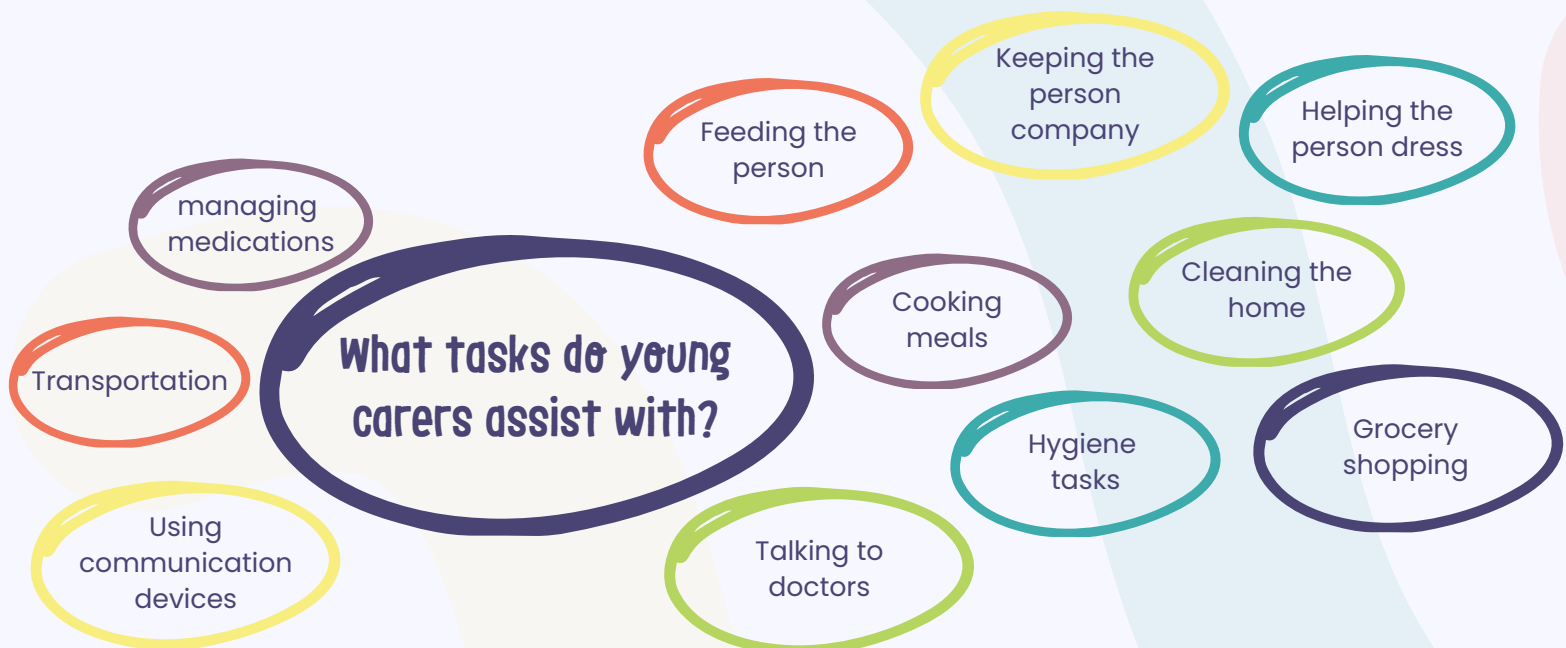 What tasks do young
carers assist with?
managing
medications
Transportation
Using
communication
devices
Feeding the
person
Keeping the
person
company
Helping the
person dress
Cooking
meals
Cleaning the
home
Hygiene
tasks
Grocery
shopping
Talking to
doctors